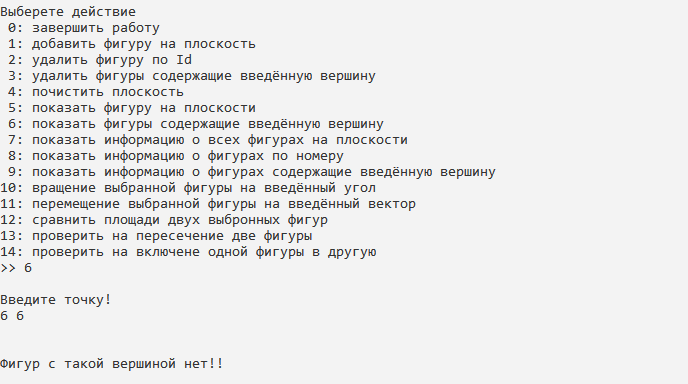 Выберете действие
0: завершить работу
1: добавить фигуру на плоскость
2: удалить фигуру по Id
3: удалить фигуры содержащие введённую вершину
4: почистить плоскость
5: показать фигуру на плоскости
6: показать фигуры содержащие введённую вершину
7: показать информацию о всех фигурах на плоскости
8: показать информацию о фигурах по номеру
9: показать информацию о фигурах содержащие введённую вершину
10: вращение выбранной фигуры на введённый угол
11: перемещение выбранной фигуры на введённый вектор
12: сравнить площади двух выбронных фигур
13: проверить на пересечение две фигуры
14: проверить на включене одной фигуры в другую
>> 6
Введите точку!
6 6
Фигур с такой вершиной нет!!